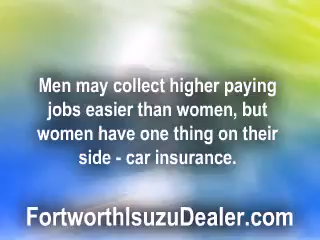 Men may collect higher paying
jobs easier than women, but
women have one thing on their
side - car insurance.
FortworthIsuzuDealer.com